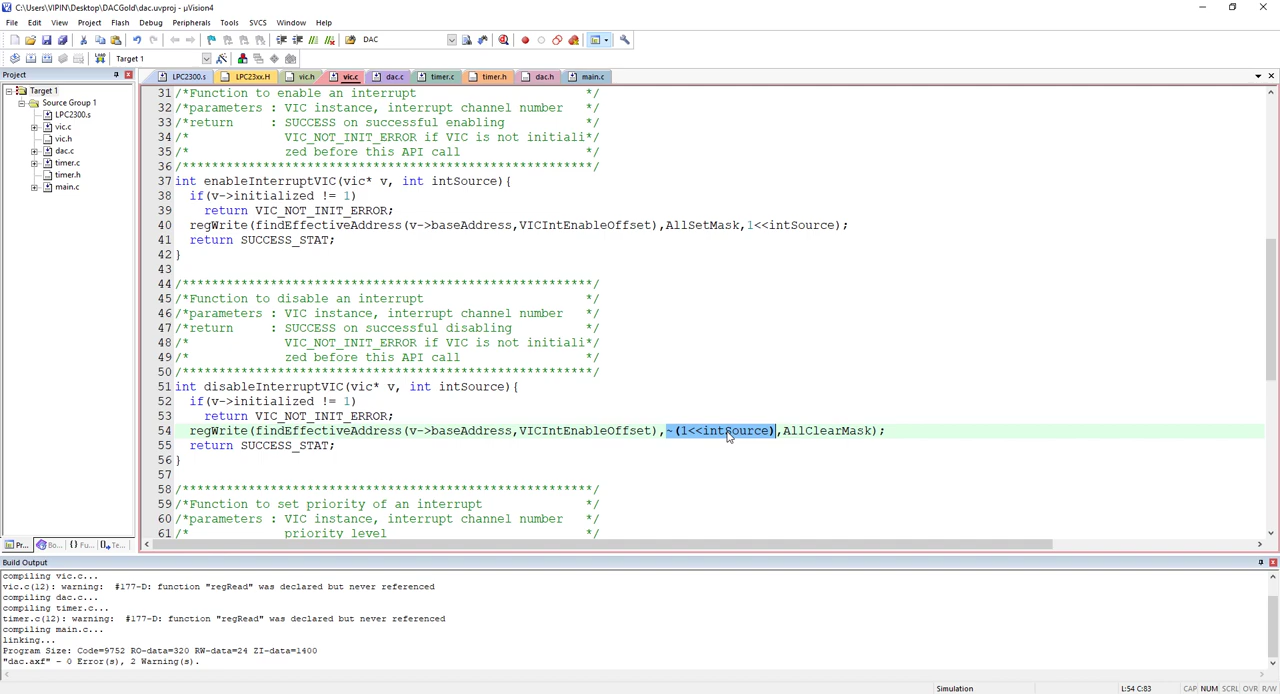 C:\Users\VIPIN\Desktop\DACGold\dac.uvproj - µVision4
File Edit View Project Flash Debug Peripherals Tools SVCS Window Help
DAC
Target 1
Project
Target 1
Source Group 1
LPC2300.s
vic.c
vic.h
dac.c
timer.c
timer.h
main.c
LPC2300.s LPC23xx.H vic.h vic.c dac.c timer.c timer.h dac.h main.c
31 /*Function to enable an interrupt */
32 /*parameters : VIC instance, interrupt channel number */
33 /*return : SUCCESS on successful enabling */
34 /* VIC_NOT_INIT_ERROR if VIC is not initiali*/
35 /* zed before this API call */
36 /*********************************************************/
37 int enableInterruptVIC(vic* v, int intSource){
38 if(v->initialized != 1)
39 return VIC_NOT_INIT_ERROR;
40 regWrite(findEffectiveAddress(v->baseAddress,VICIntEnableOffset),AllSetMask,1<<intSource);
41 return SUCCESS_STAT;
42 }
43
44 /*********************************************************/
45 /*Function to disable an interrupt */
46 /*parameters : VIC instance, interrupt channel number */
47 /*return : SUCCESS on successful disabling */
48 /* VIC_NOT_INIT_ERROR if VIC is not initiali*/
49 /* zed before this API call */
50 /*********************************************************/
51 int disableInterruptVIC(vic* v, int intSource){
52 if(v->initialized != 1)
53 return VIC_NOT_INIT_ERROR;
54 regWrite(findEffectiveAddress(v->baseAddress,VICIntEnableOffset),~(1<<intSource),AllClearMask);
55 return SUCCESS_STAT;
56 }
57
58 /*********************************************************/
59 /*Function to set priority of an interrupt */
60 /*parameters : VIC instance, interrupt channel number */
61 /* priority level */
Pr... Bo... {} Fu... Te...
Build Output
compiling vic.c...
vic.c(12): warning: #177-D: function "regRead" was declared but never referenced
compiling dac.c...
compiling timer.c...
timer.c(12): warning: #177-D: function "regRead" was declared but never referenced
compiling main.c...
linking...
Program Size: Code=9752 RO-data=320 RW-data=24 ZI-data=1400
"dac.axf" - 0 Error(s), 2 Warning(s).
Simulation L:54 C:83 CAP NUM SCRL OVR R/W